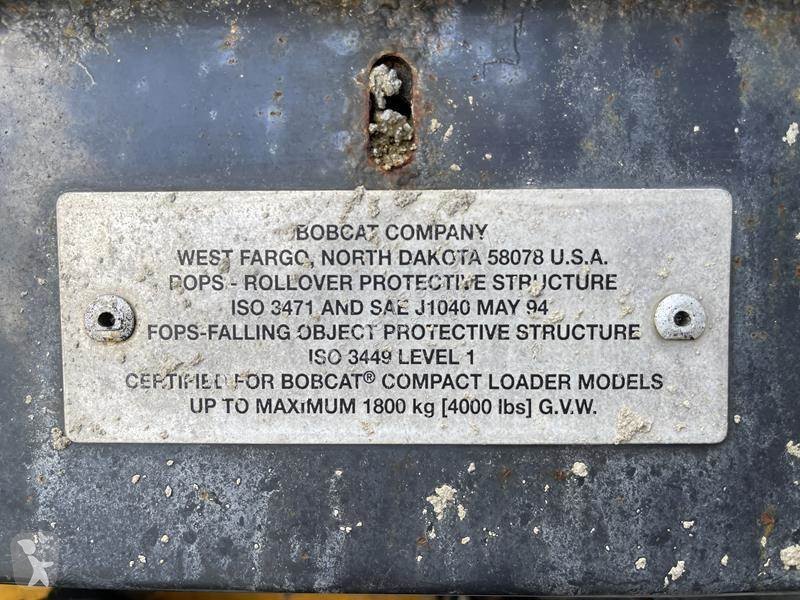 BOBCAT COMPANY
WEST FARGO, NORTH DAKOTA 58078 U.S.A.
ROPS - ROLLOVER PROTECTIVE STRUCTURE
ISO 3471 AND SAE J1040 MAY 94
FOPS-FALLING OBJECT PROTECTIVE STRUCTURE
ISO 3449 LEVEL 1
CERTIFIED FOR BOBCAT® COMPACT LOADER MODELS
UP TO MAXIMUM 1800 kg [4000 lbs] G.V.W.